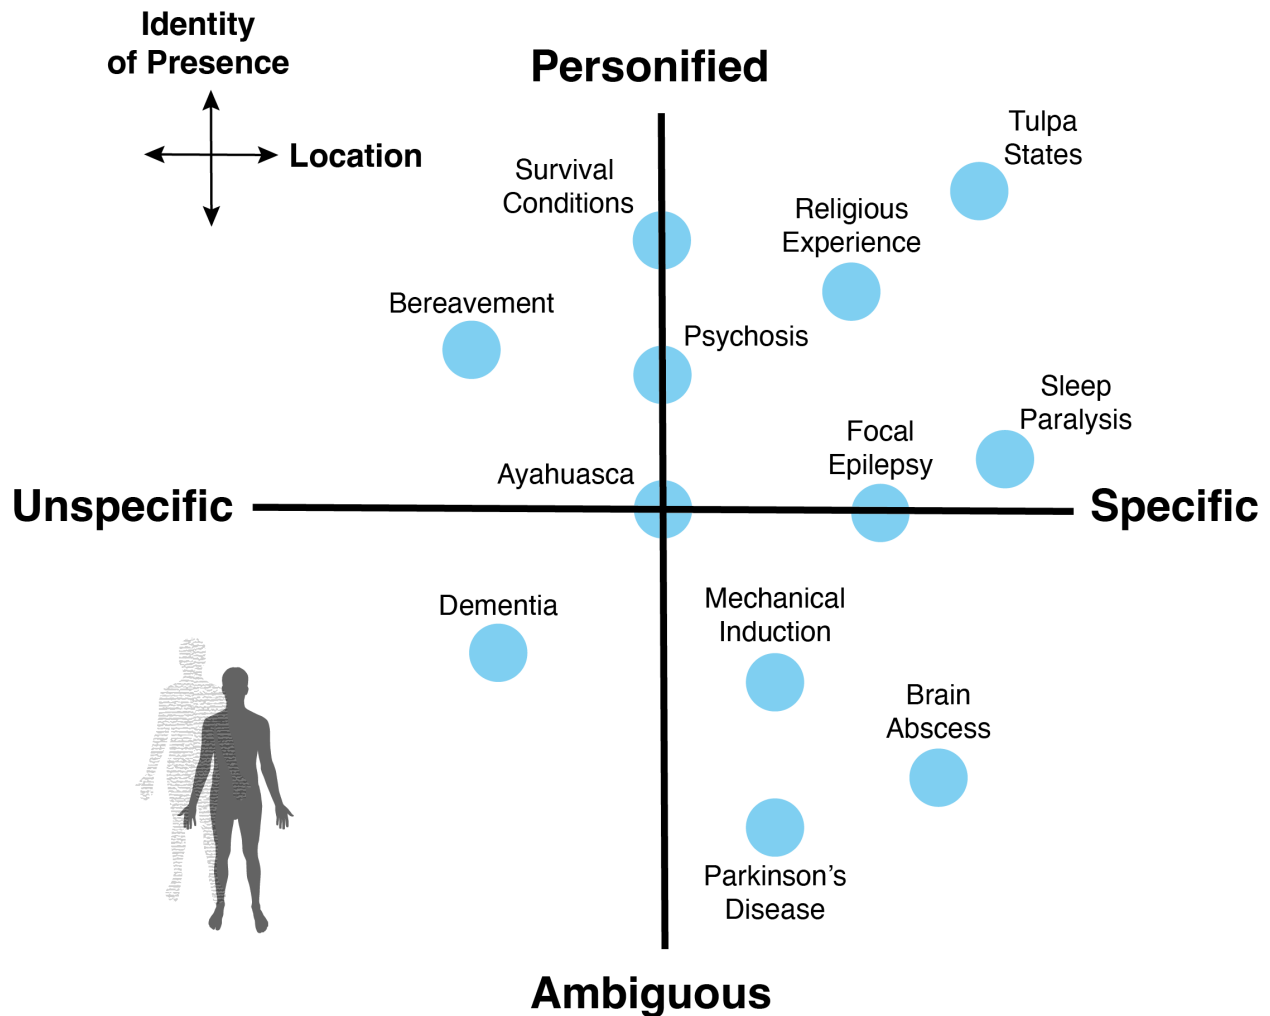 Identity
of Presence
Location
Personified
Tulpa
States
Survival
Conditions
Religious
Experience
Bereavement
Psychosis
Sleep
Paralysis
Focal
Epilepsy
Ayahuasca
Unspecific
Specific
Dementia
Mechanical
Induction
Brain
Abscess
Parkinson’s
Disease
Ambiguous